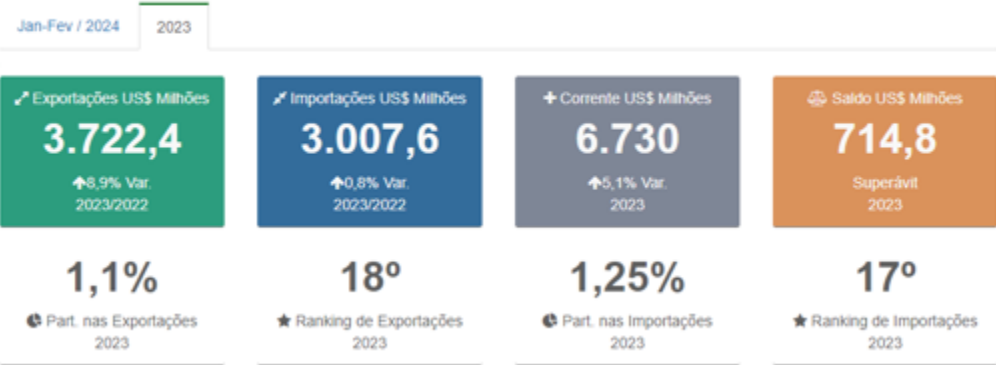 Jan-Fev / 2024
2023
Exportações US$ Milhões
3.722,4
8,9% Var.
2023/2022
Importações US$ Milhões
3.007,6
0,8% Var.
2023/2022
Corrente US$ Milhões
6.730
5,1% Var.
2023
Saldo US$ Milhões
714,8
Superávit
2023
1,1%
Part. nas Exportações
2023
18º
Ranking de Exportações
2023
1,25%
Part. nas Importações
2023
17º
Ranking de Importações
2023